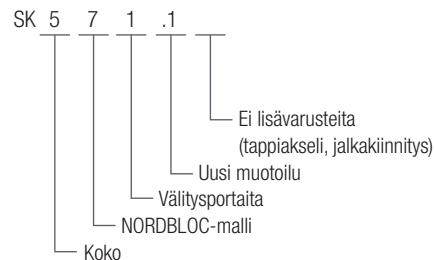 SK 5 7 1 .1
Ei lisävarusteita
(tappiakseli, jalkakiinnitys)
Uusi muotoilu
Välitysportaita
NORDBLOC-malli
Koko